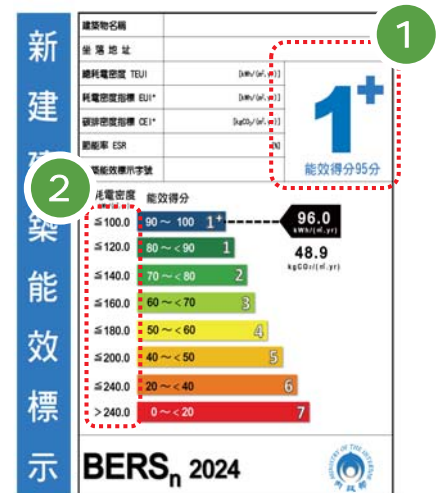 新建建築能效標示
1
建築物名稱
坐落地址
總耗電密度 TEUI [kWh/(㎡.yr)]
耗電密度指標 EUI* [kWh/(㎡.yr)]
碳排密度指標 CEI* [kgCO₂/(㎡.yr)]
節能率 ESR [%]
築能效標示字號
1+
能效得分95分
2
耗電密度 能效得分
≦100.0 90～100 1+ 96.0
kWh/(㎡.yr)
≦120.0 80～<90 1 48.9
kgCO₂/(㎡.yr)
≦140.0 70～<80 2
≦160.0 60～<70 3
≦180.0 50～<60 4
≦200.0 40～<50 5
≦240.0 20～<40 6
>240.0 0～<20 7
BERSn 2024
MINISTRY OF THE INTERIOR
內政部